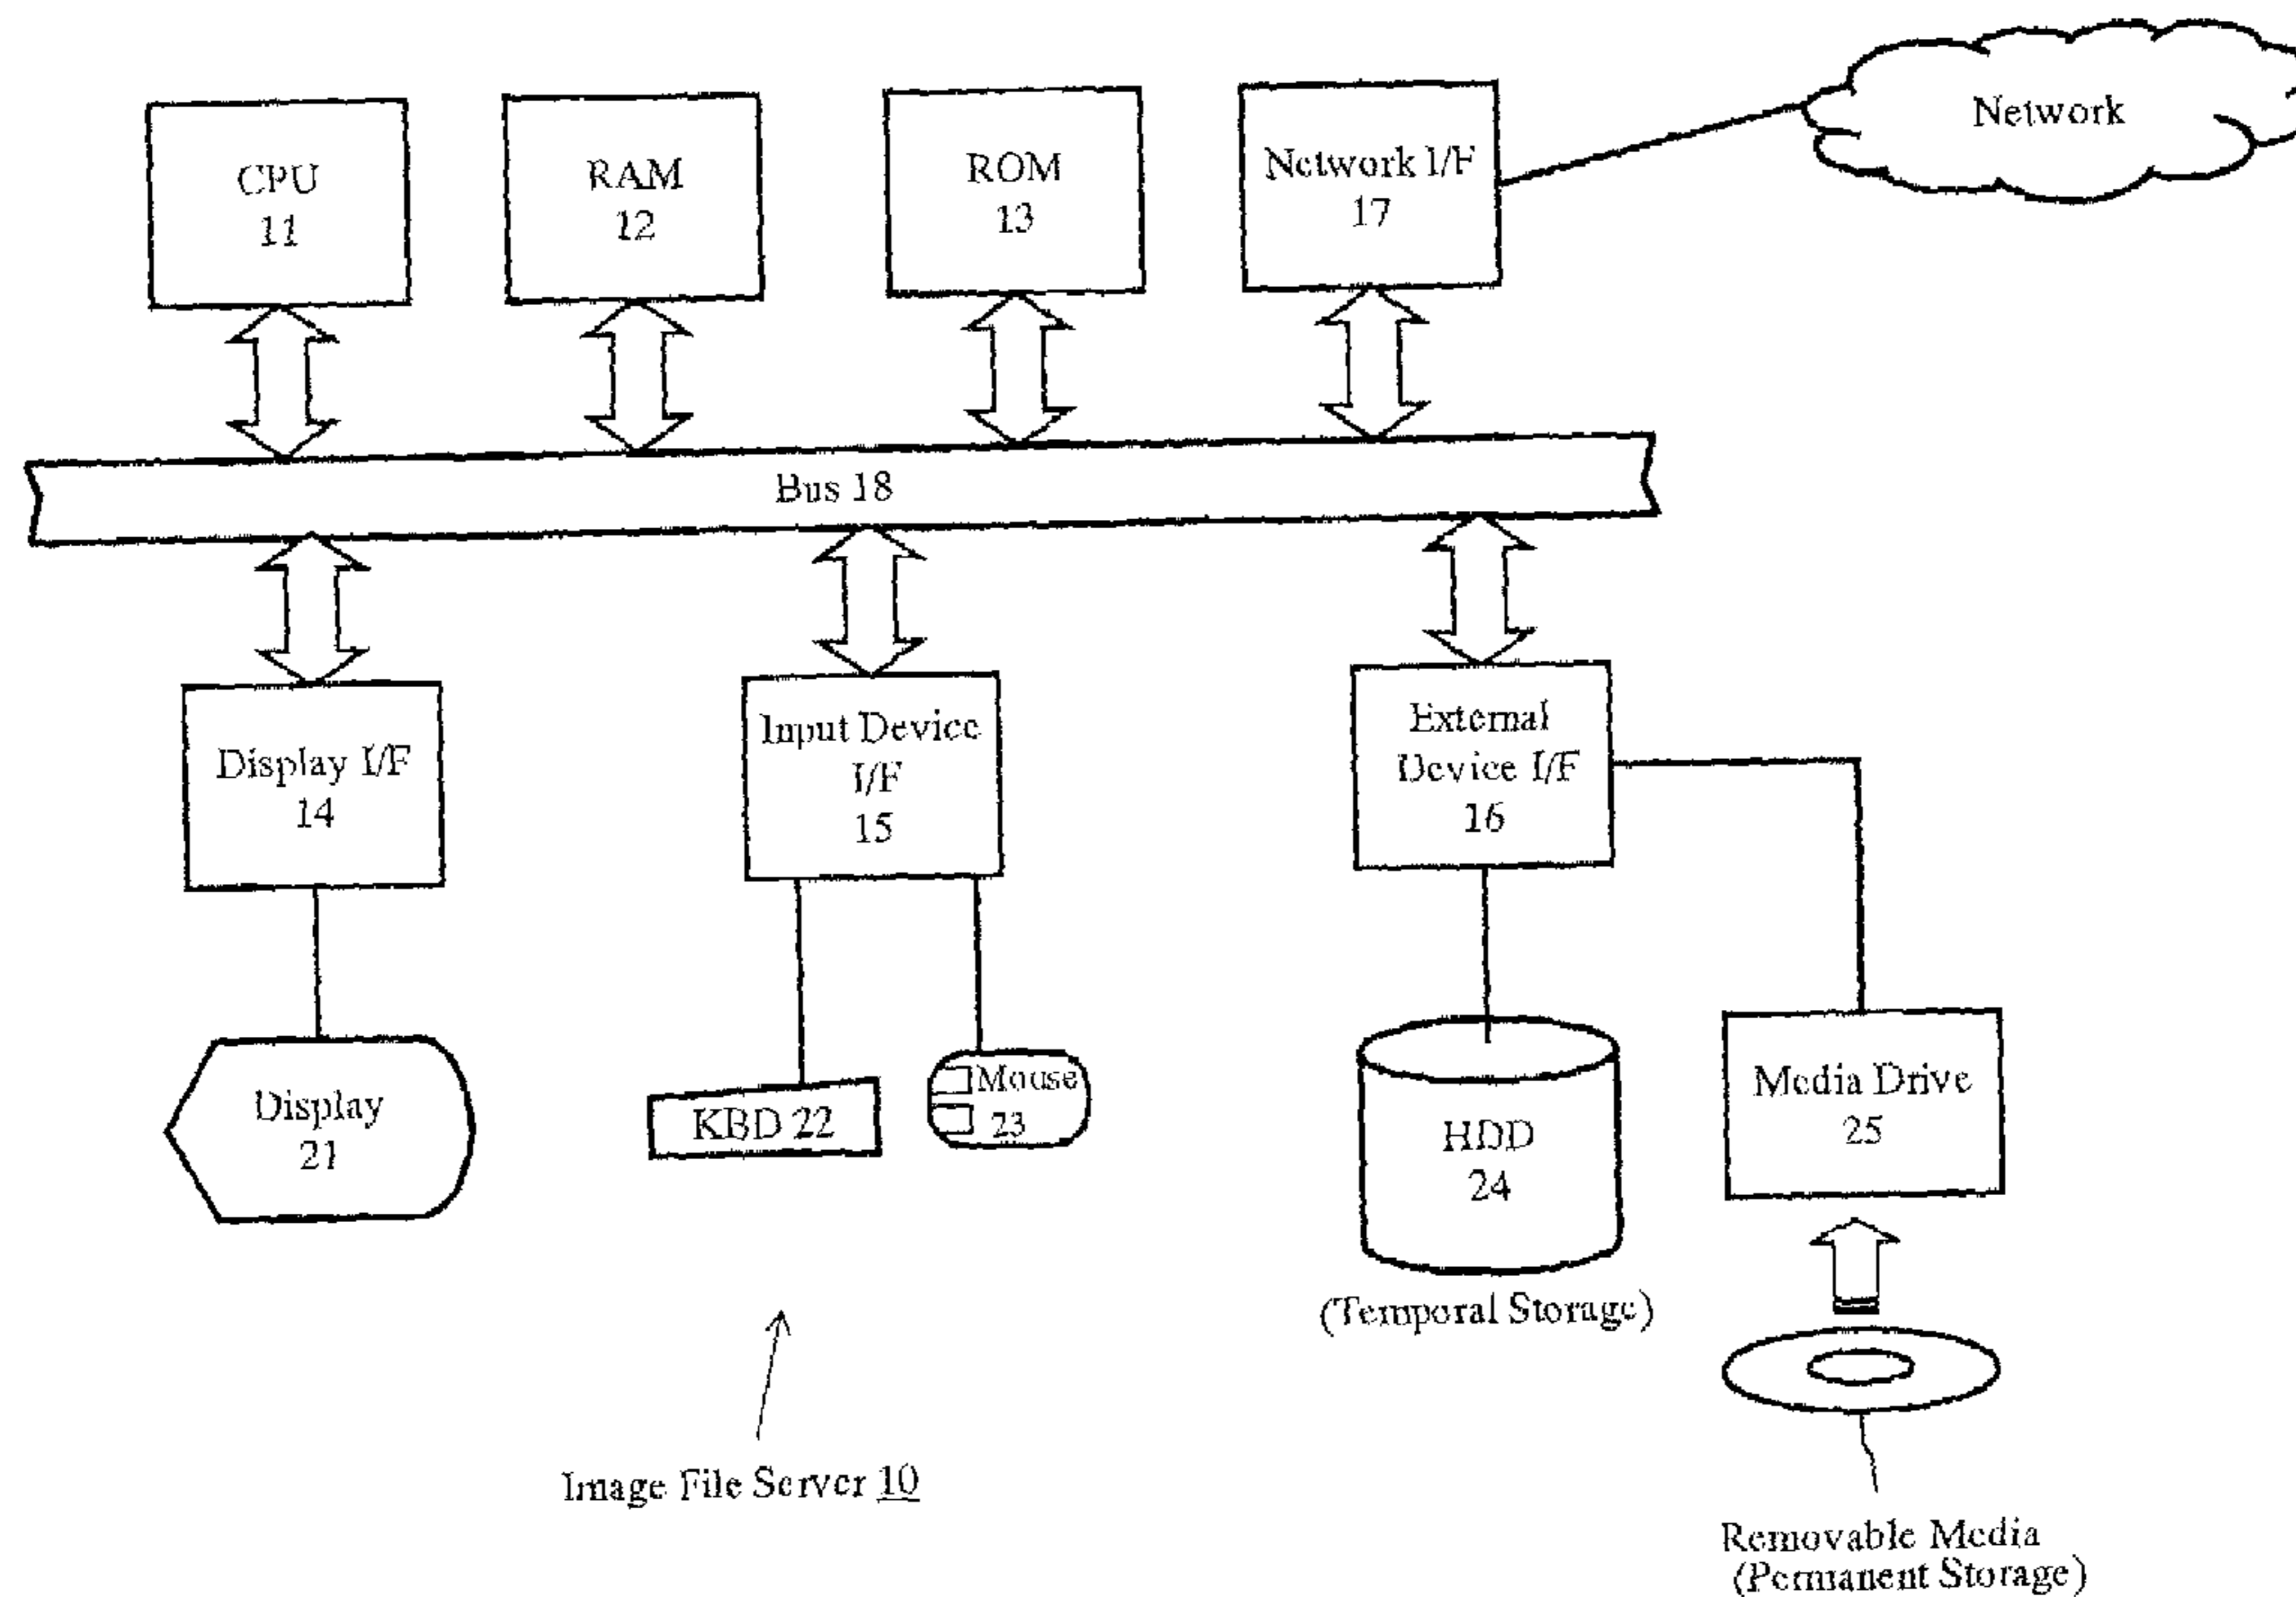 CPU
11
RAM
12
ROM
13
Network I/F
17
Network
Bus 18
Display I/F
14
Input Device
I/F
15
External
Device I/F
16
Display
21
KBD 22
Mouse
23
HDD
24
(Temporal Storage)
Media Drive
25
Image File Server 10
Removable Media
(Permanent Storage)